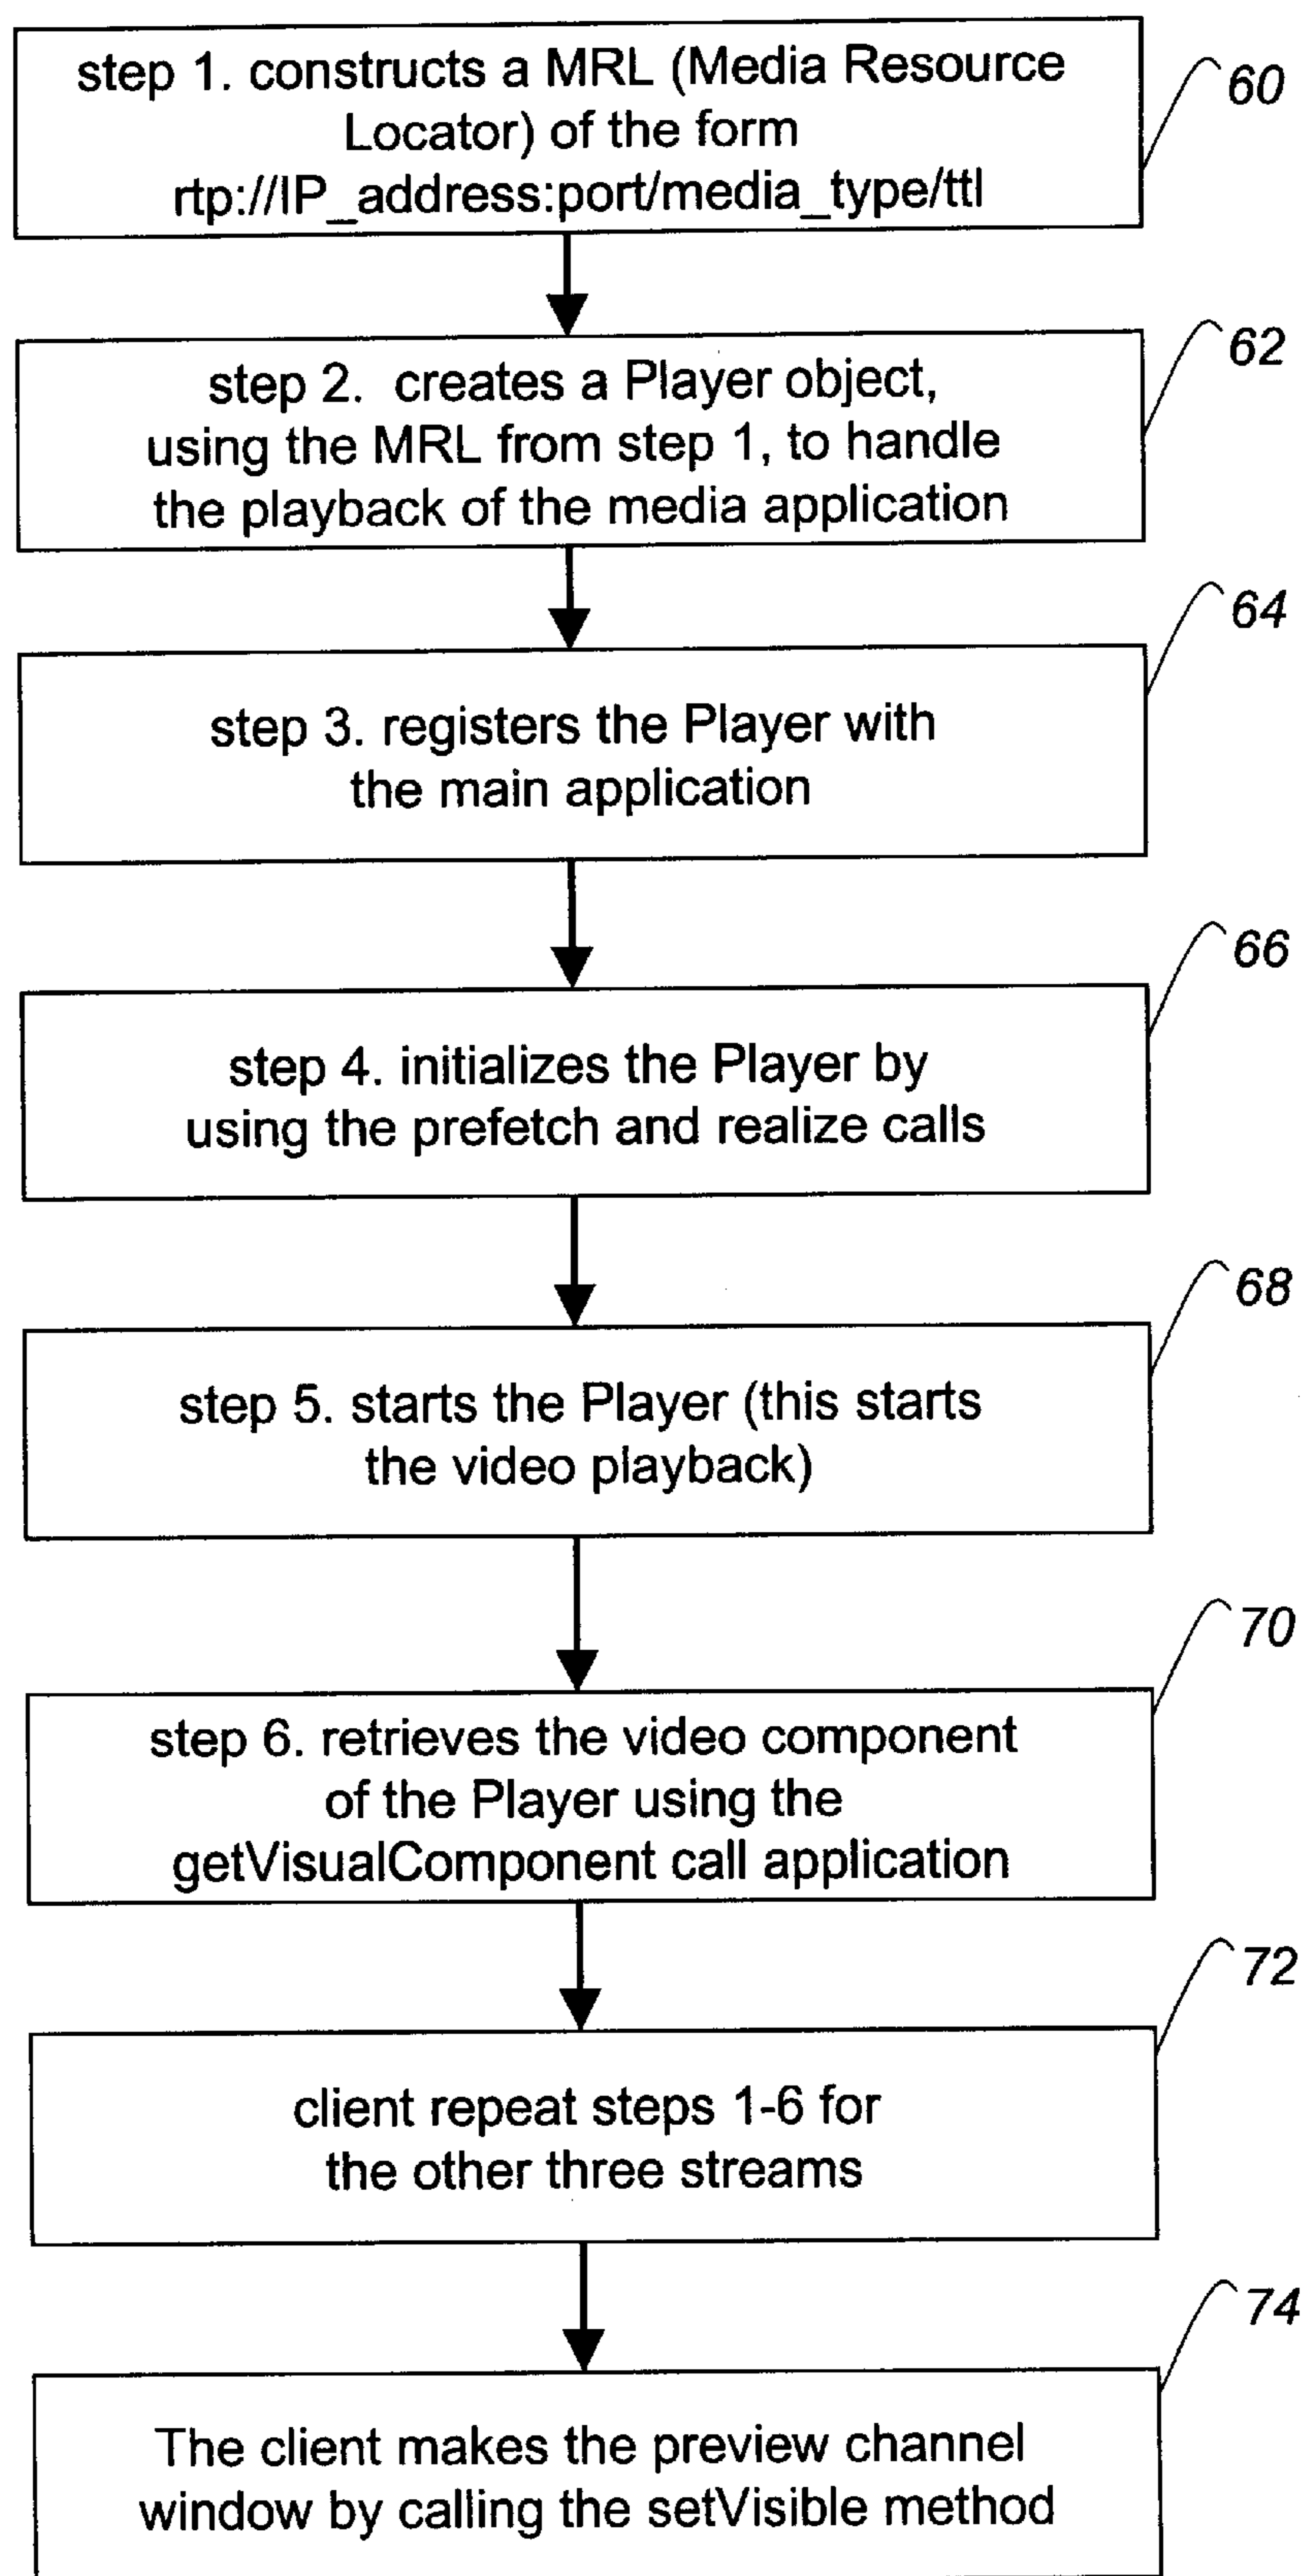 step 1. constructs a MRL (Media Resource
Locator) of the form
rtp://IP_address:port/media_type/ttl
60
step 2. creates a Player object,
using the MRL from step 1, to handle
the playback of the media application
62
step 3. registers the Player with
the main application
64
step 4. initializes the Player by
using the prefetch and realize calls
66
step 5. starts the Player (this starts
the video playback)
68
step 6. retrieves the video component
of the Player using the
getVisualComponent call application
70
client repeat steps 1-6 for
the other three streams
72
The client makes the preview channel
window by calling the setVisible method
74